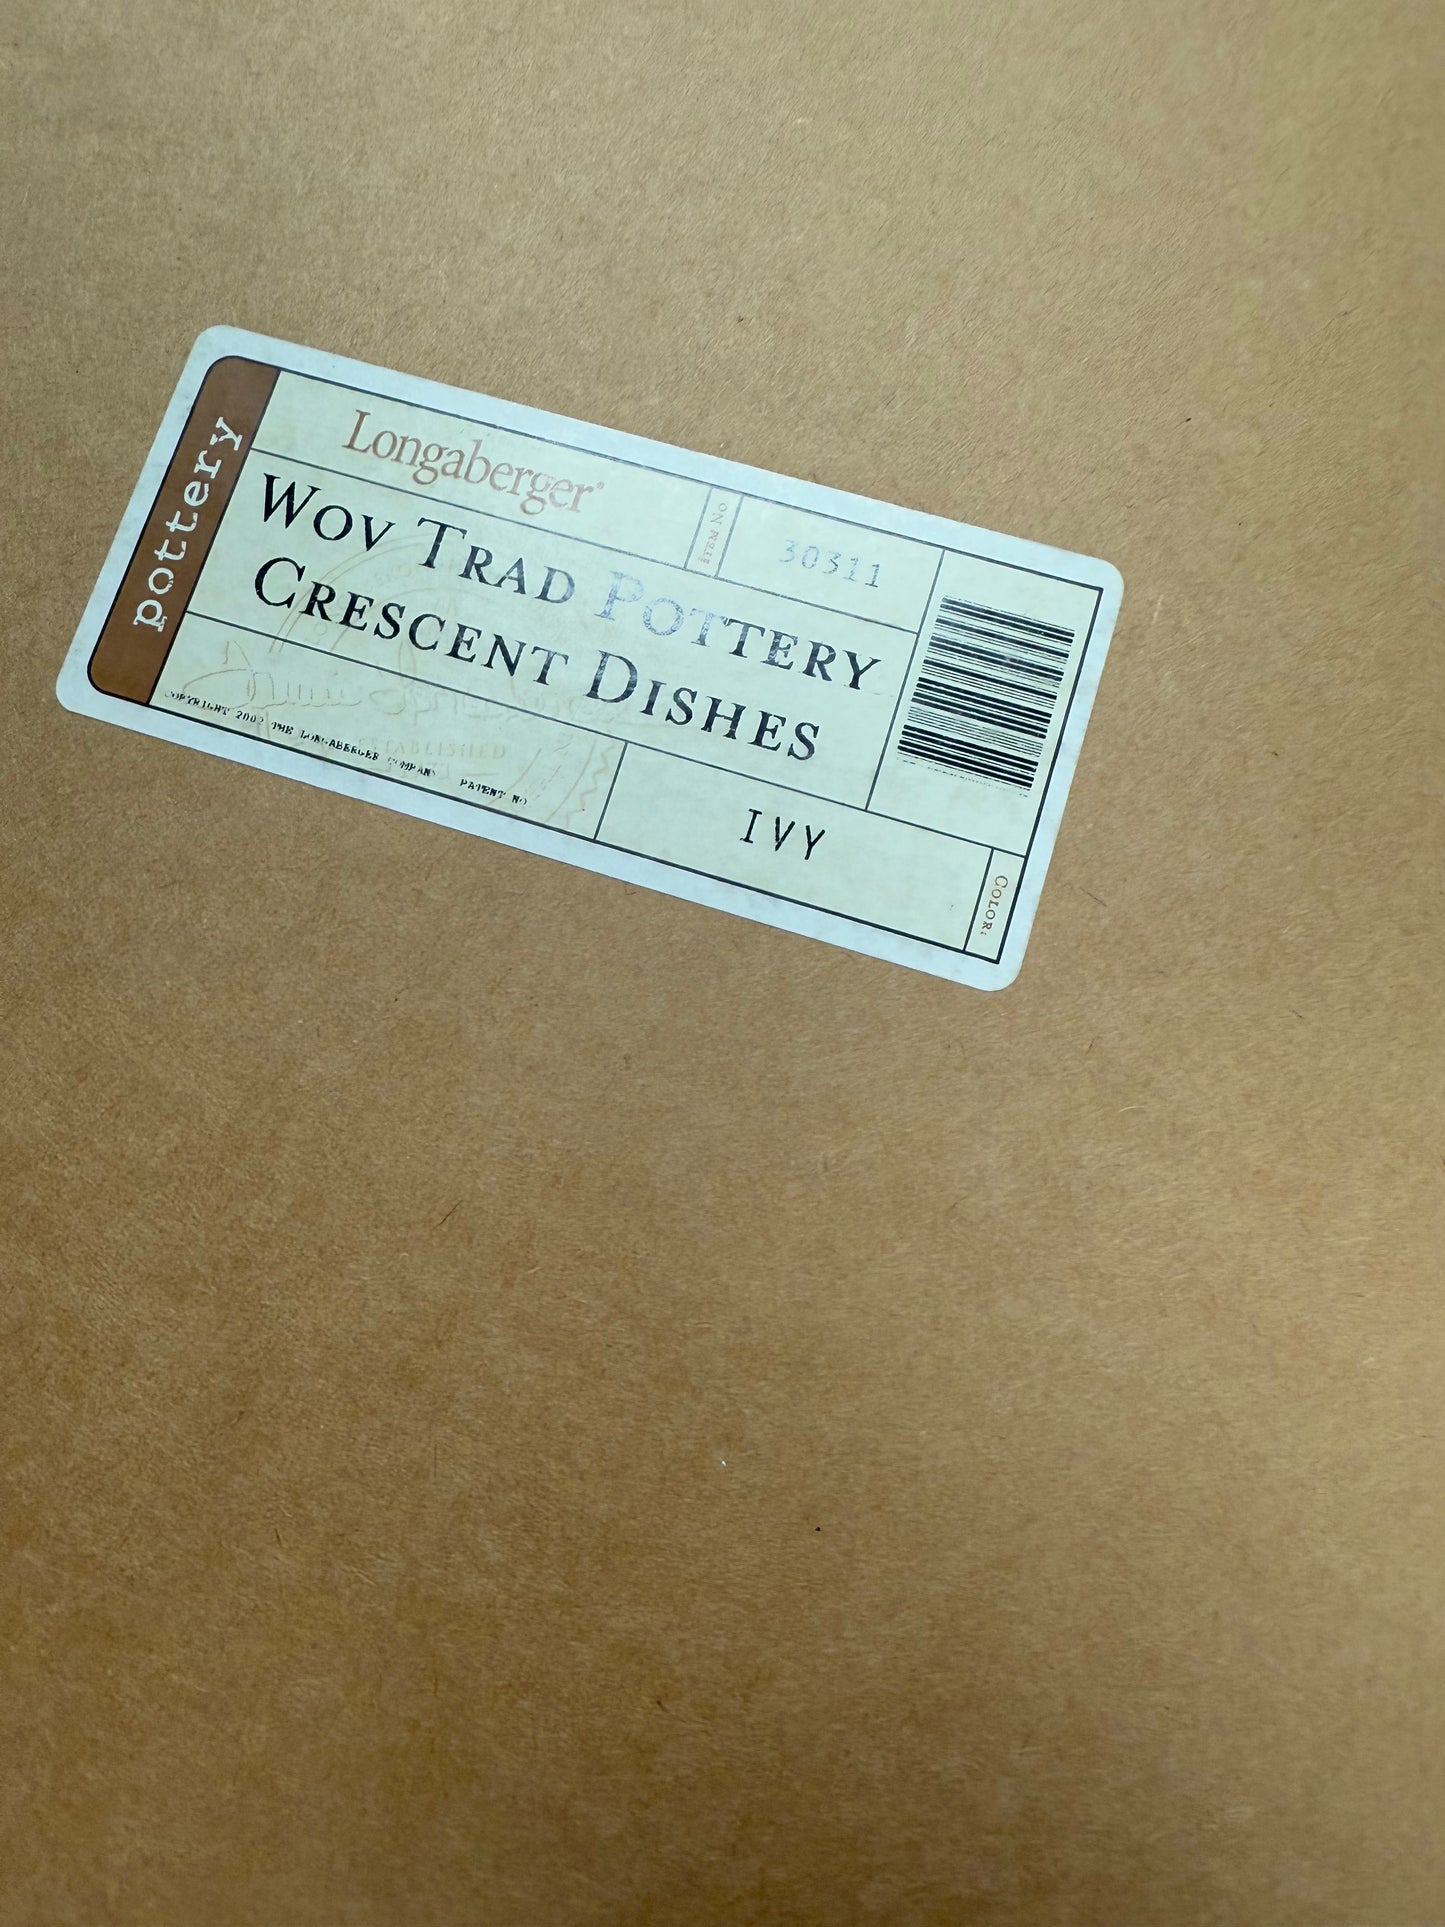 pottery
Longaberger®
ITEM NO
30311
WOV TRAD POTTERY
CRESCENT DISHES
COPYRIGHT 2002 THE LONGABERGER COMPANY PATENT NO
ESTABLISHED
IVY
COLOR: